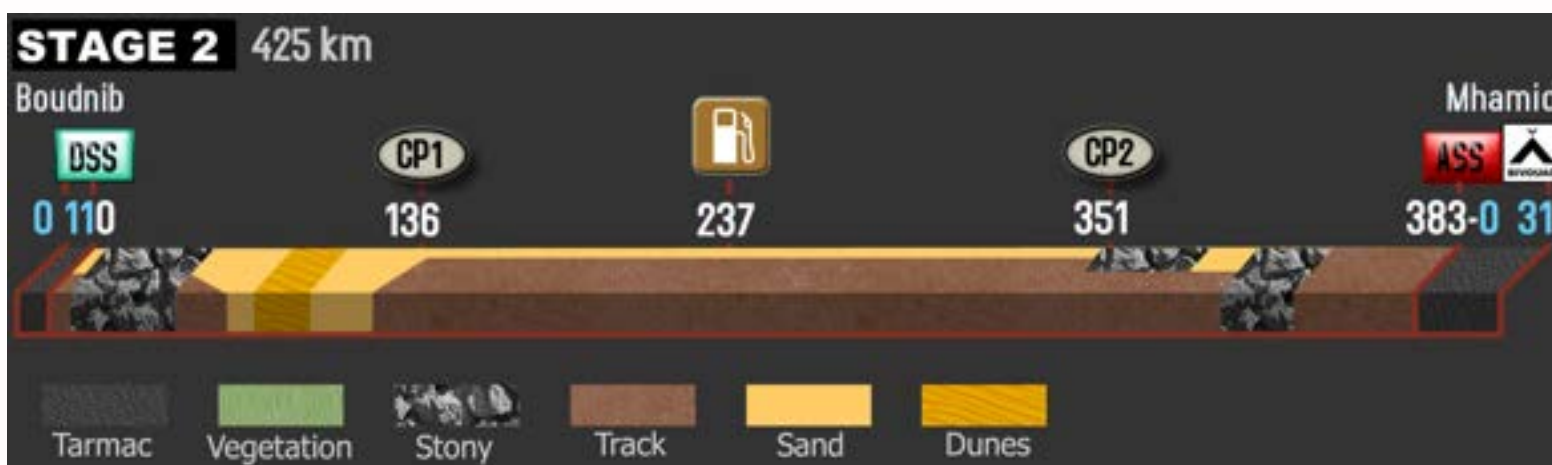 STAGE 2 425 km
Boudnib Mhamid
DSS CP1 CP2 ASS BIVOUAC
0 110 136 237 351 383-0 31
Tarmac Vegetation Stony Track Sand Dunes